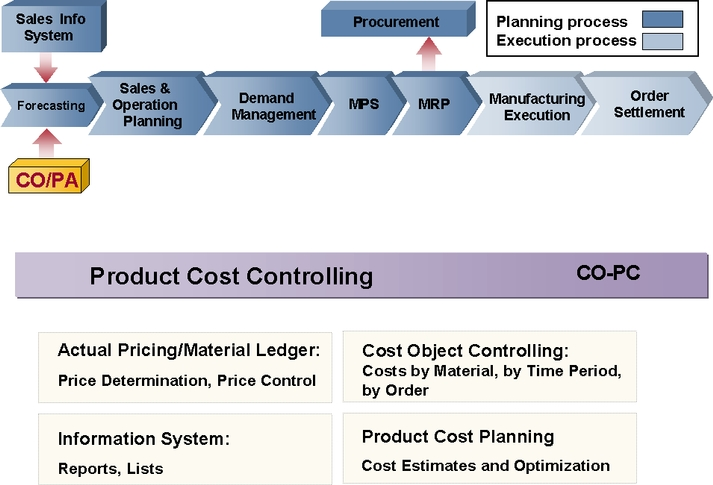 Sales Info
System
Procurement
Planning process
Execution process
Forecasting
Sales &
Operation
Planning
Demand
Management
MPS
MRP
Manufacturing
Execution
Order
Settlement
CO/PA
Product Cost Controlling
CO-PC
Actual Pricing/Material Ledger:
Price Determination, Price Control
Cost Object Controlling:
Costs by Material, by Time Period,
by Order
Information System:
Reports, Lists
Product Cost Planning
Cost Estimates and Optimization